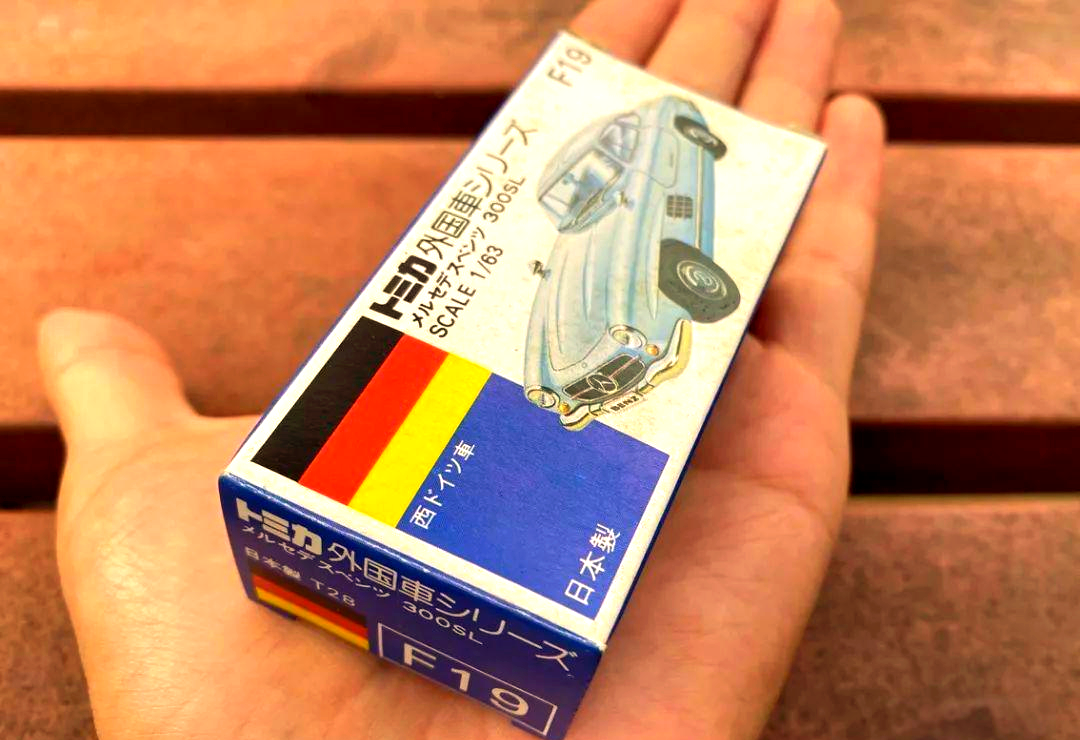 F19
トミカ 外国車シリーズ
メルセデスベンツ 300SL
SCALE 1/63
BENZ
西ドイツ車
日本製
トミカ 外国車シリーズ
メルセデスベンツ 300SL
日本製 T28
F19